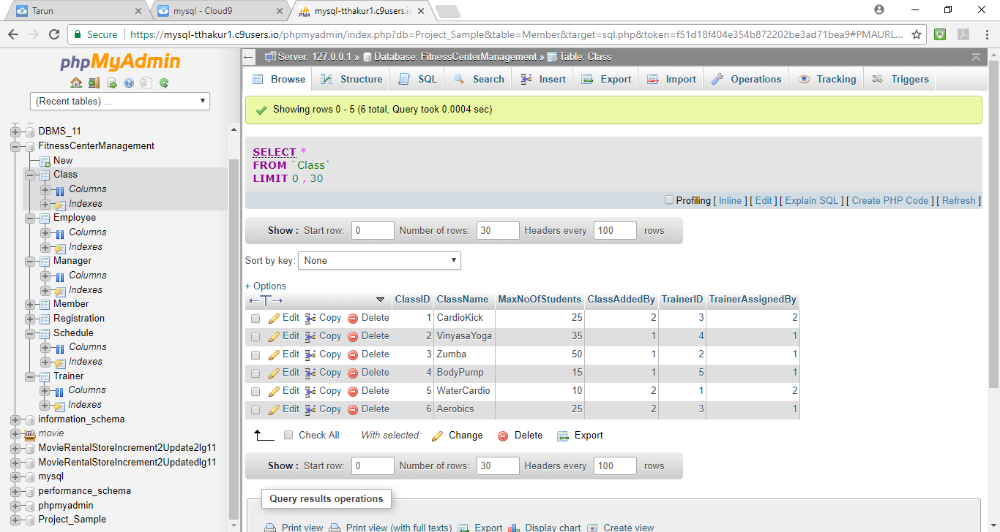 Tarun
mysql - Cloud9
mysql-tthakur1.c9users.io
Secure https://mysql-tthakur1.c9users.io/phpmyadmin/index.php?db=Project_Sample&table=Member&target=sql.php&token=f51d18f404e354b872202be3ad71bea9#PMAURL...
phpMyAdmin
(Recent tables) ...
DBMS_11
FitnessCenterManagement
New
Class
Columns
Indexes
Employee
Columns
Indexes
Manager
Columns
Indexes
Member
Registration
Schedule
Columns
Indexes
Trainer
Columns
Indexes
information_schema
movie
MovieRentalStoreIncrement2Update2Ig11
MovieRentalStoreIncrement2UpdatedIg11
mysql
performance_schema
phpmyadmin
Project_Sample
Server: 127.0.0.1 » Database: FitnessCenterManagement » Table: Class
Browse Structure SQL Search Insert Export Import Operations Tracking Triggers
Showing rows 0 - 5 (6 total, Query took 0.0004 sec)
SELECT *
FROM `Class`
LIMIT 0 , 30
Profiling [ Inline ] [ Edit ] [ Explain SQL ] [ Create PHP Code ] [ Refresh ]
Show : Start row: 0 Number of rows: 30 Headers every 100 rows
Sort by key: None
+ Options
ClassID ClassName MaxNoOfStudents ClassAddedBy TrainerID TrainerAssignedBy
Edit Copy Delete 1 CardioKick 25 2 3 2
Edit Copy Delete 2 VinyasaYoga 35 1 4 1
Edit Copy Delete 3 Zumba 50 1 2 1
Edit Copy Delete 4 BodyPump 15 1 5 1
Edit Copy Delete 5 WaterCardio 10 2 1 2
Edit Copy Delete 6 Aerobics 25 2 3 1
Check All With selected: Change Delete Export
Show : Start row: 0 Number of rows: 30 Headers every 100 rows
Query results operations
Print view Print view (with full texts) Export Display chart Create view